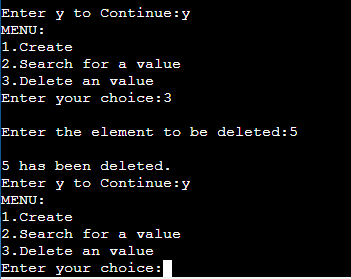 Enter y to Continue:y
MENU:
1.Create
2.Search for a value
3.Delete an value
Enter your choice:3
Enter the element to be deleted:5
5 has been deleted.
Enter y to Continue:y
MENU:
1.Create
2.Search for a value
3.Delete an value
Enter your choice: